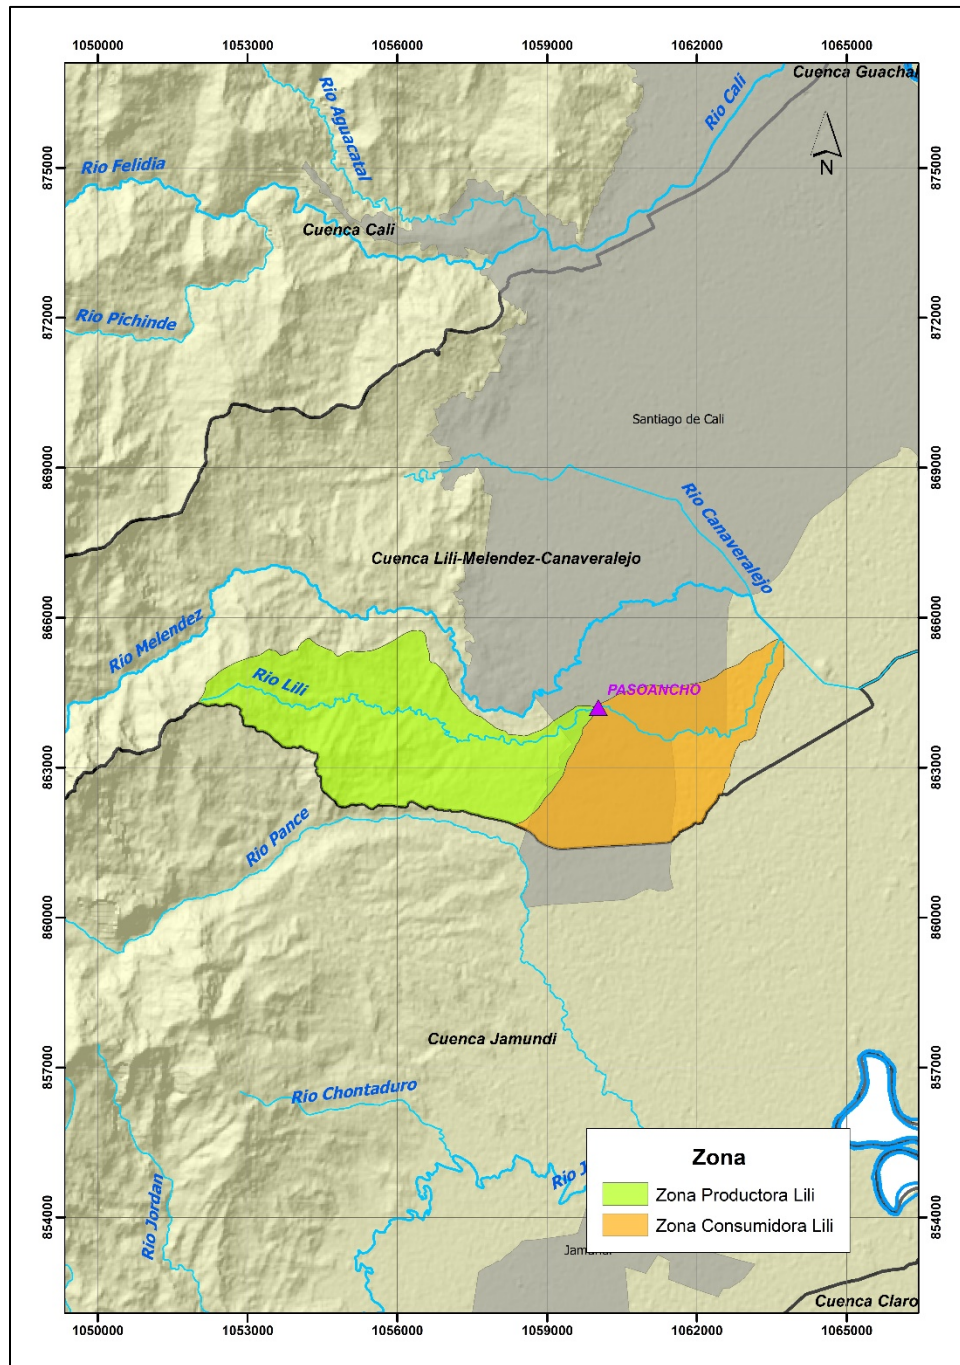 1050000 1053000 1056000 1059000 1062000 1065000
Cuenca Guachal
Rio Cali
Rio Aguacatal
N
875000 875000
Rio Felidia
Cuenca Cali
872000 872000
Rio Pichinde
Santiago de Cali
869000 869000
Rio Canaveralejo
Cuenca Lili-Melendez-Canaveralejo
866000 866000
Rio Melendez
Rio Lili
PASOANCHO
863000 863000
Rio Pance
860000 860000
Cuenca Jamundi
857000 857000
Rio Chontaduro
Zona
Rio J
Zona Productora Lili
Rio Jordan
854000 854000
Zona Consumidora Lili
Cuenca Claro
1050000 1053000 1056000 1059000 1062000 1065000